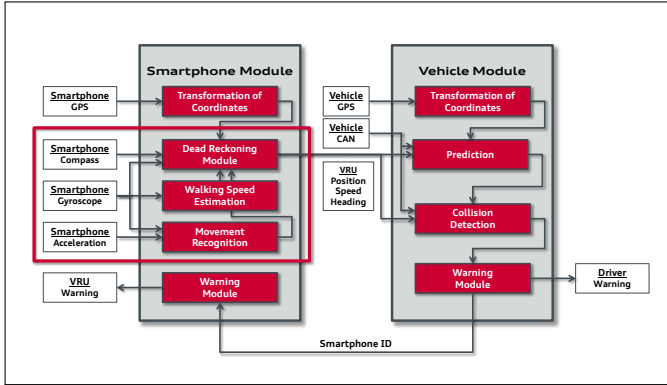 Smartphone Module
Vehicle Module
Smartphone
GPS
Transformation of
Coordinates
Vehicle
GPS
Transformation of
Coordinates
Vehicle
CAN
Smartphone
Compass
Dead Reckoning
Module
Prediction
VRU
Position
Speed
Heading
Smartphone
Gyroscope
Walking Speed
Estimation
Collision
Detection
Smartphone
Acceleration
Movement
Recognition
VRU
Warning
Warning
Module
Warning
Module
Driver
Warning
Smartphone ID